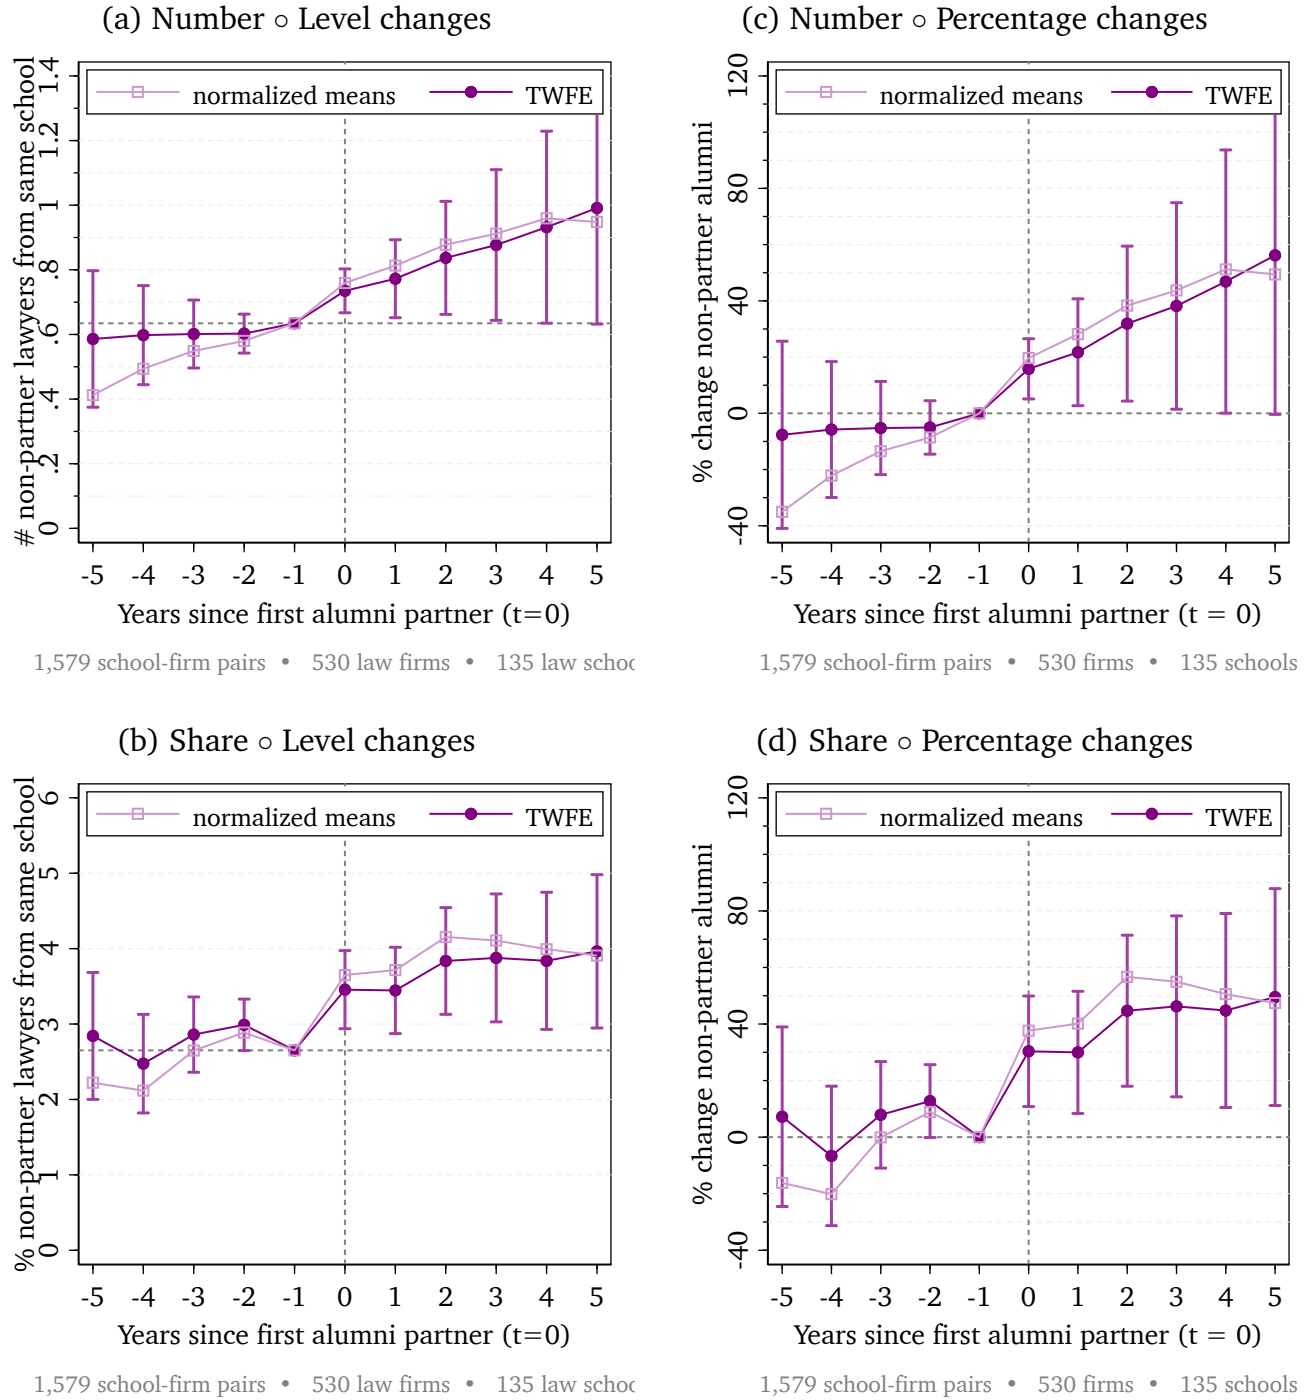 (a) Number ∘ Level changes
normalized means TWFE
# non-partner lawyers from same school
1.4
1.2
1
.8
.6
.4
.2
0
-5 -4 -3 -2 -1 0 1 2 3 4 5
Years since first alumni partner (t=0)
1,579 school-firm pairs • 530 law firms • 135 law schoo
(c) Number ∘ Percentage changes
normalized means TWFE
% change non-partner alumni
120
80
40
0
-40
-5 -4 -3 -2 -1 0 1 2 3 4 5
Years since first alumni partner (t = 0)
1,579 school-firm pairs • 530 firms • 135 schools
(b) Share ∘ Level changes
normalized means TWFE
% non-partner lawyers from same school
6
5
4
3
2
1
0
-5 -4 -3 -2 -1 0 1 2 3 4 5
Years since first alumni partner (t=0)
1,579 school-firm pairs • 530 law firms • 135 law schoo
(d) Share ∘ Percentage changes
normalized means TWFE
% change non-partner alumni
120
80
40
0
-40
-5 -4 -3 -2 -1 0 1 2 3 4 5
Years since first alumni partner (t = 0)
1,579 school-firm pairs • 530 firms • 135 schools